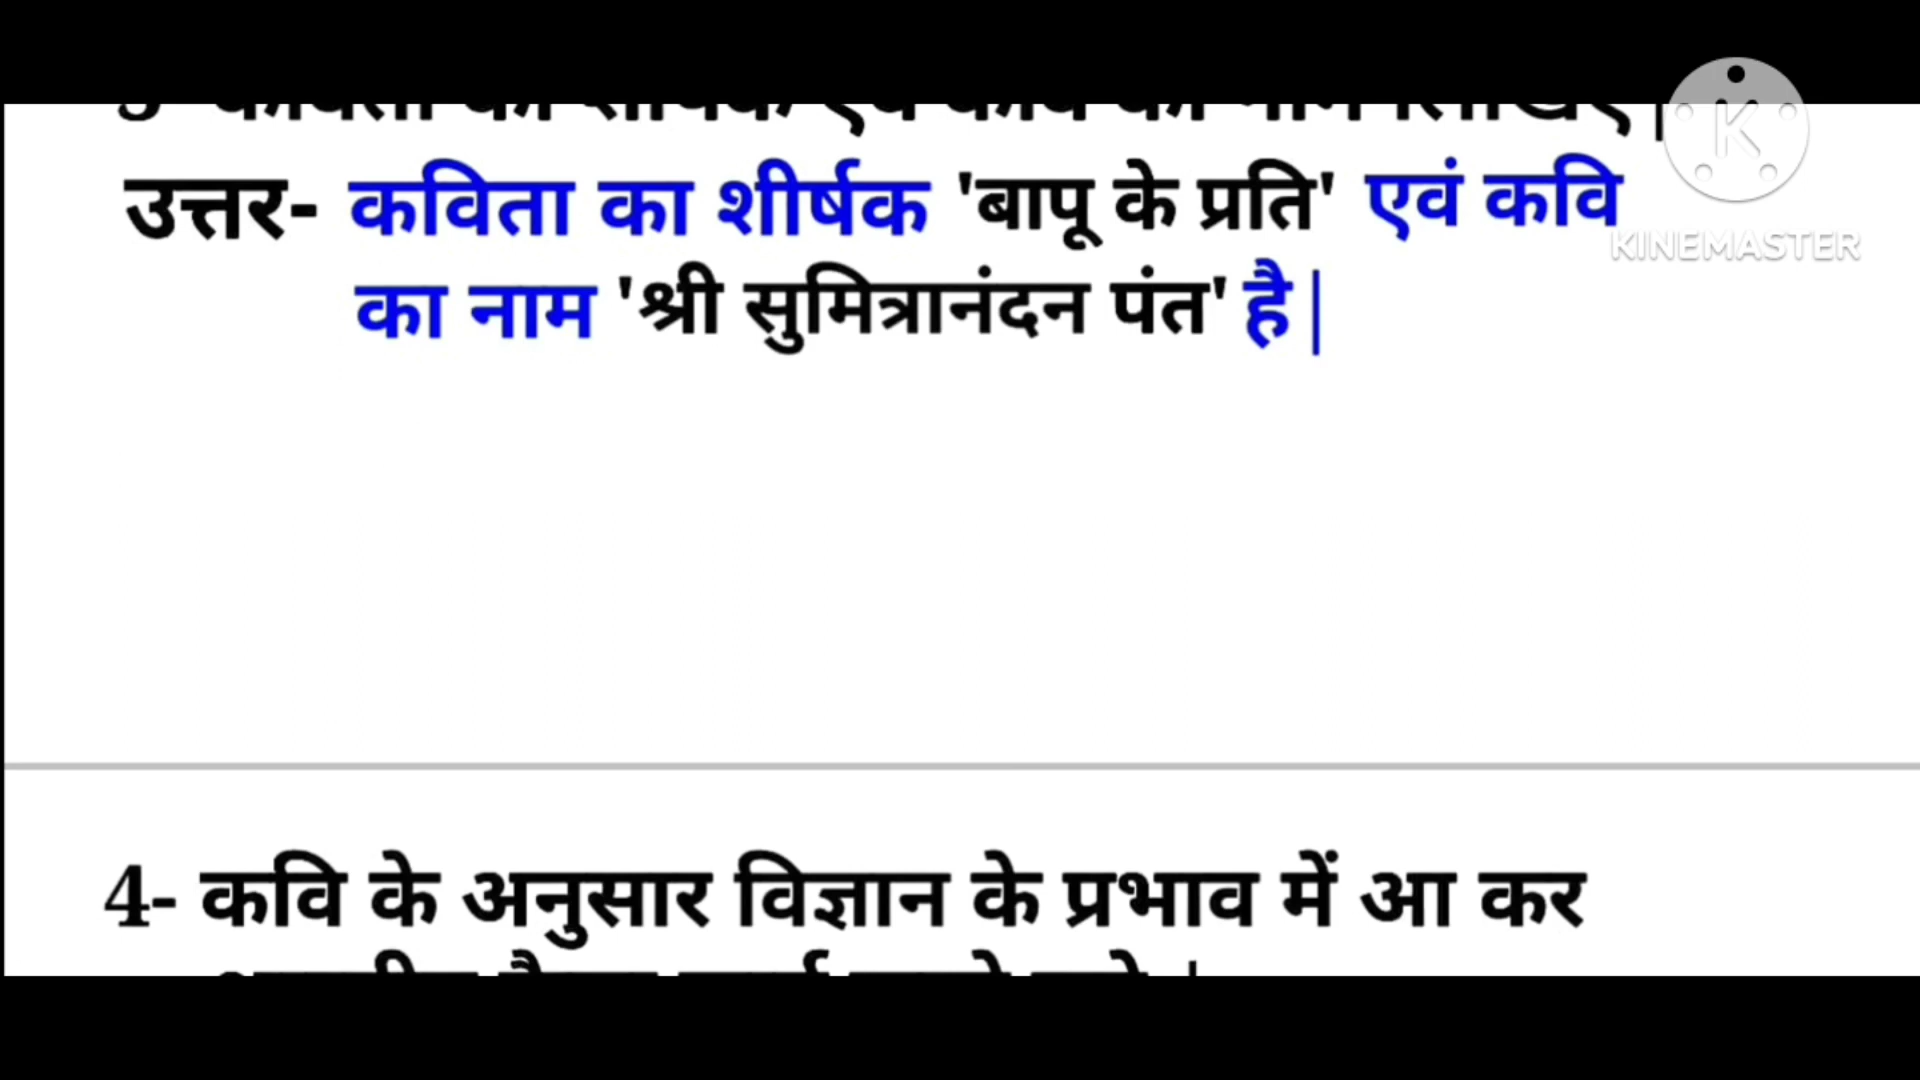 उत्तर- कविता का शीर्षक 'बापू के प्रति' एवं कवि
का नाम 'श्री सुमित्रानंदन पंत' है|
KINEMASTER
4- कवि के अनुसार विज्ञान के प्रभाव में आ कर